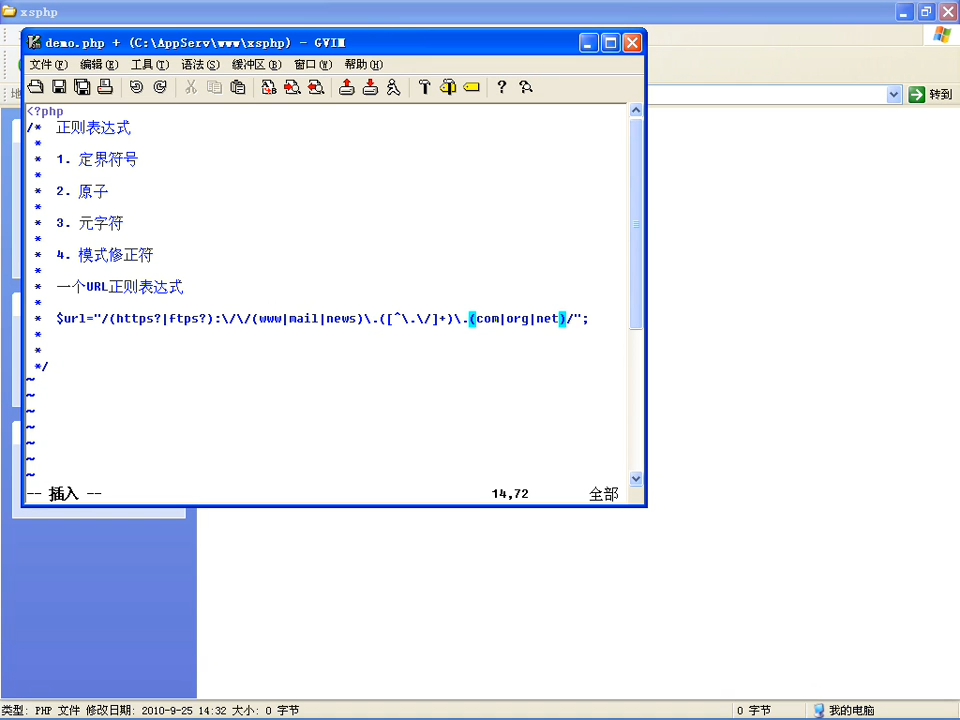 xsphp
demo.php + (C:\AppServ\www\xsphp) - GVIM
文件(F) 编辑(E) 工具(T) 语法(S) 缓冲区(B) 窗口(W) 帮助(H)
转到
<?php
/* 正则表达式
*
* 1. 定界符号
*
* 2. 原子
*
* 3. 元字符
*
* 4. 模式修正符
*
* 一个URL正则表达式
*
* $url="/(https?|ftps?):\/\/(www|mail|news)\.([^\.\/]+)\.(com|org|net)/";
*
*
*/
~
~
~
~
~
~
~
-- 插入 -- 14,72 全部
类型: PHP 文件 修改日期: 2010-9-25 14:32 大小: 0 字节 0 字节 我的电脑